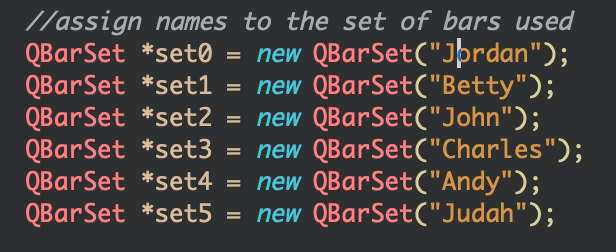 //assign names to the set of bars used
QBarSet *set0 = new QBarSet("Jordan");
QBarSet *set1 = new QBarSet("Betty");
QBarSet *set2 = new QBarSet("John");
QBarSet *set3 = new QBarSet("Charles");
QBarSet *set4 = new QBarSet("Andy");
QBarSet *set5 = new QBarSet("Judah");